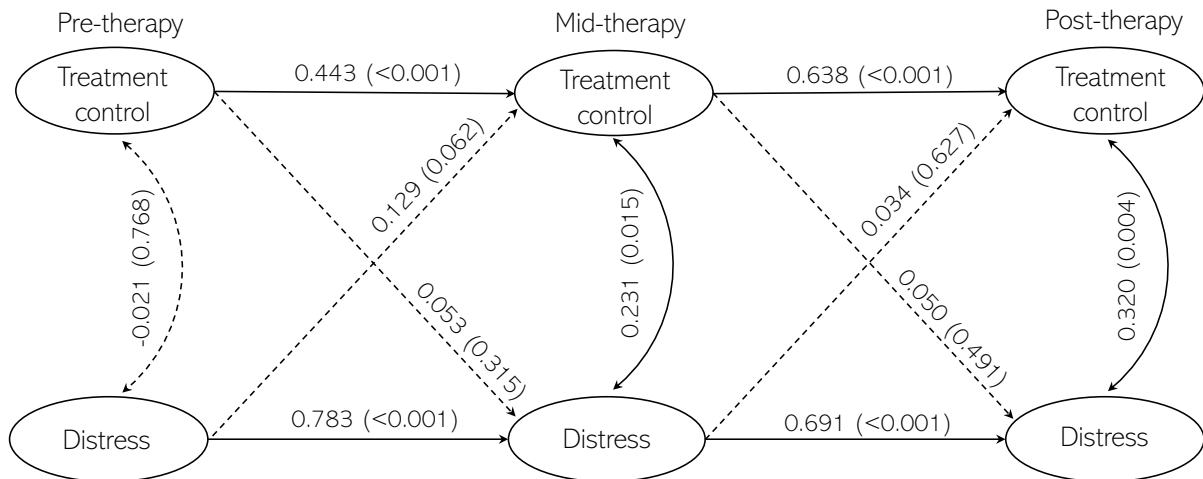 Pre-therapy
Mid-therapy
Post-therapy
Treatment
control
0.443 (<0.001)
Treatment
control
0.638 (<0.001)
Treatment
control
-0.021 (0.768)
0.129 (0.062)
0.053 (0.315)
0.231 (0.015)
0.034 (0.627)
0.050 (0.491)
0.320 (0.004)
Distress
0.783 (<0.001)
Distress
0.691 (<0.001)
Distress